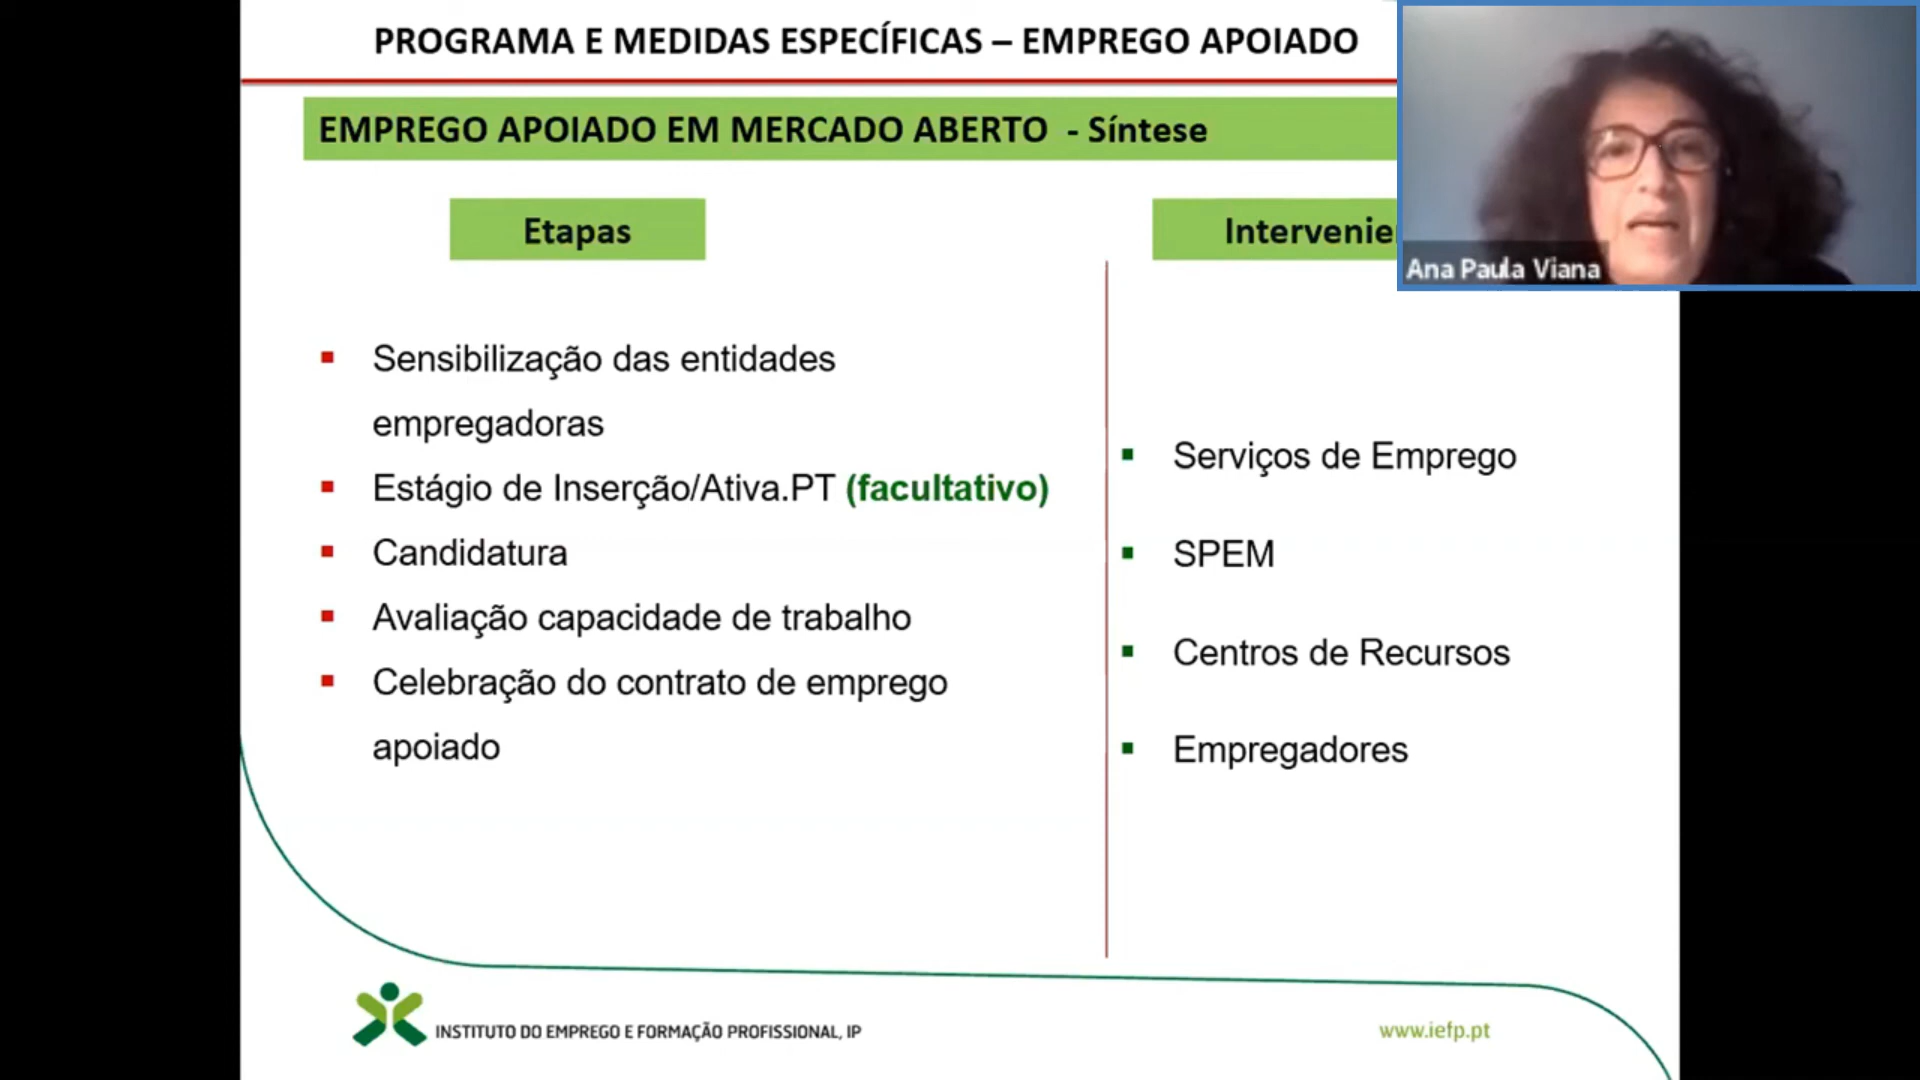 PROGRAMA E MEDIDAS ESPECÍFICAS – EMPREGO APOIADO
EMPREGO APOIADO EM MERCADO ABERTO - Síntese
Etapas
Sensibilização das entidades
empregadoras
Estágio de Inserção/Ativa.PT (facultativo)
Candidatura
Avaliação capacidade de trabalho
Celebração do contrato de emprego
apoiado
Serviços de Emprego
SPEM
Centros de Recursos
Empregadores
Ana Paula Viana
INSTITUTO DO EMPREGO E FORMAÇÃO PROFISSIONAL, IP
www.iefp.pt